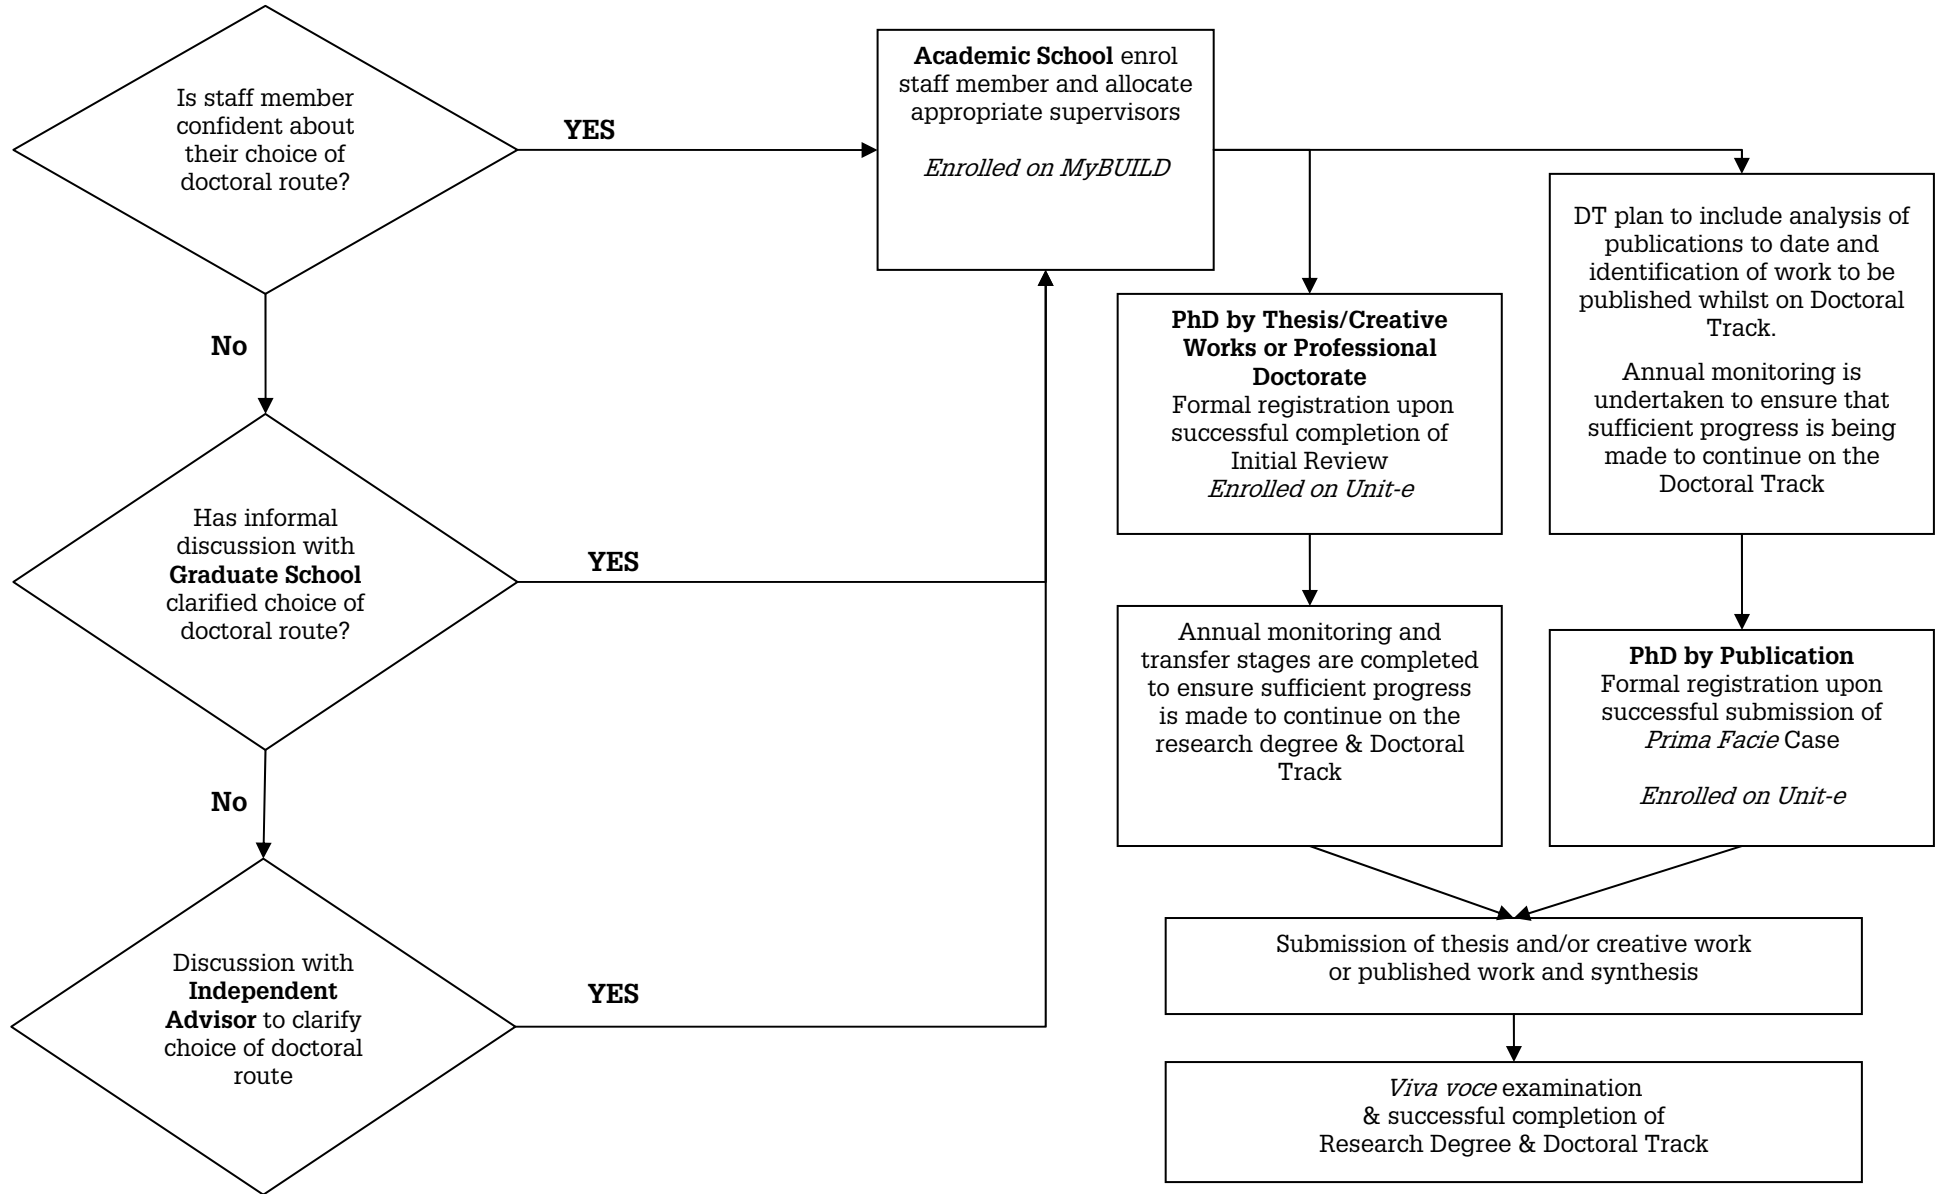 Is staff member
confident about
their choice of
doctoral route?
YES
No
Has informal
discussion with
Graduate School
clarified choice of
doctoral route?
YES
No
Discussion with
Independent
Advisor to clarify
choice of doctoral
route
YES
Academic School enrol
staff member and allocate
appropriate supervisors
Enrolled on MyBUILD
PhD by Thesis/Creative
Works or Professional
Doctorate
Formal registration upon
successful completion of
Initial Review
Enrolled on Unit-e
Annual monitoring and
transfer stages are completed
to ensure sufficient progress
is made to continue on the
research degree & Doctoral
Track
DT plan to include analysis of
publications to date and
identification of work to be
published whilst on Doctoral
Track.
Annual monitoring is
undertaken to ensure that
sufficient progress is being
made to continue on the
Doctoral Track
PhD by Publication
Formal registration upon
successful submission of
Prima Facie Case
Enrolled on Unit-e
Submission of thesis and/or creative work
or published work and synthesis
Viva voce examination
& successful completion of
Research Degree & Doctoral Track